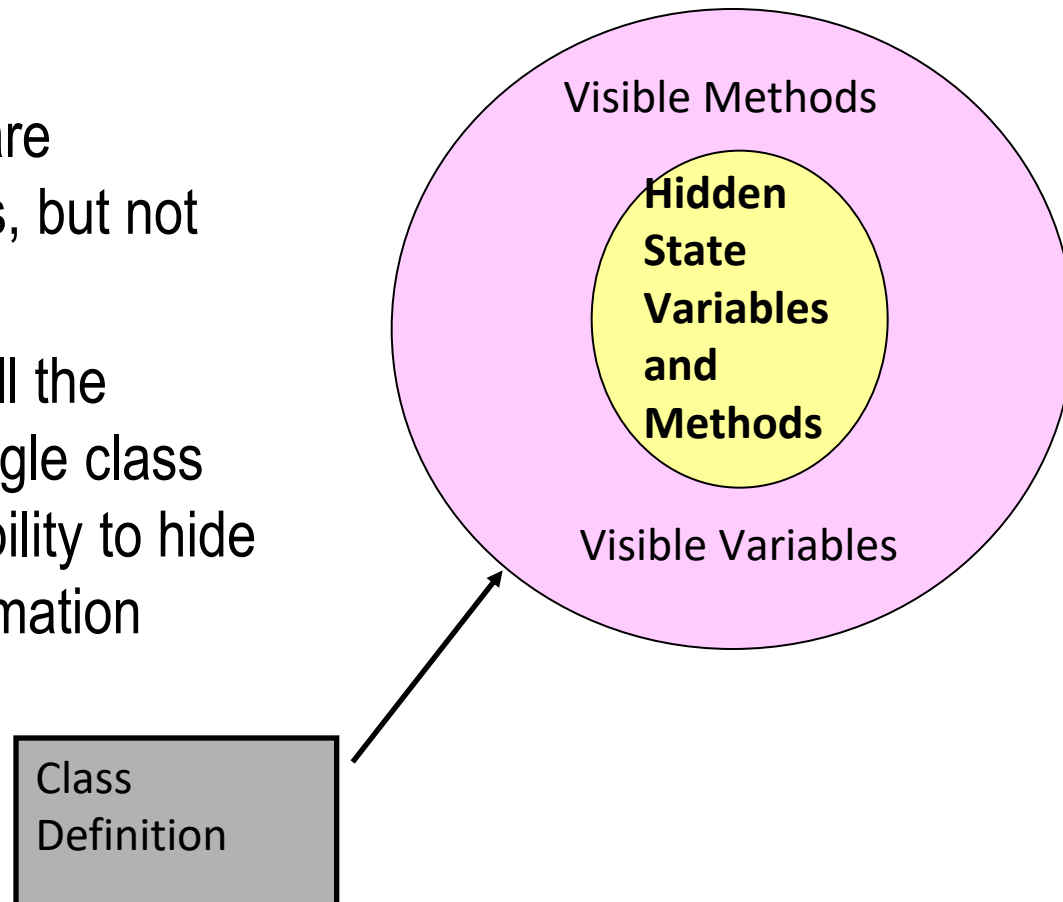 are
s, but not
ll the
gle class
bility to hide
mation
Visible Methods
Hidden
State
Variables
and
Methods
Visible Variables
Class
Definition